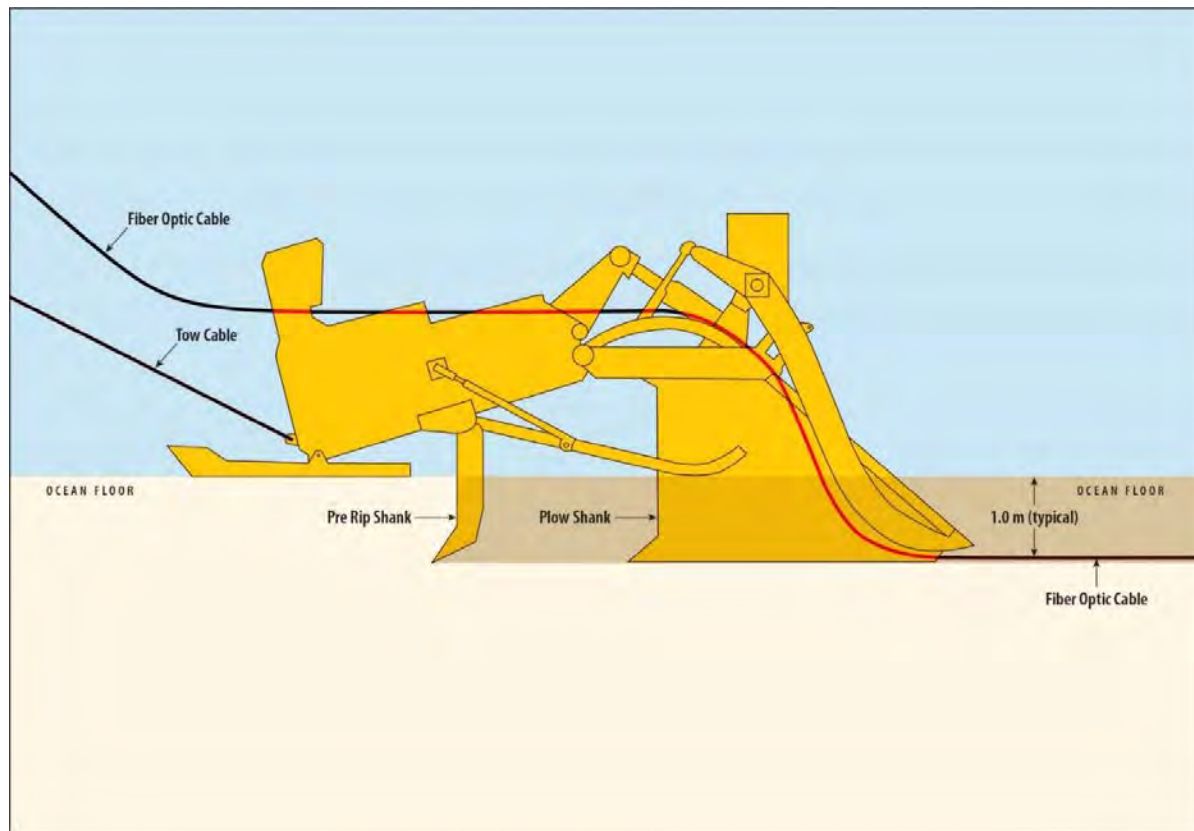 Fiber Optic Cable
Tow Cable
OCEAN FLOOR
OCEAN FLOOR
Pre Rip Shank
Plow Shank
1.0 m (typical)
Fiber Optic Cable